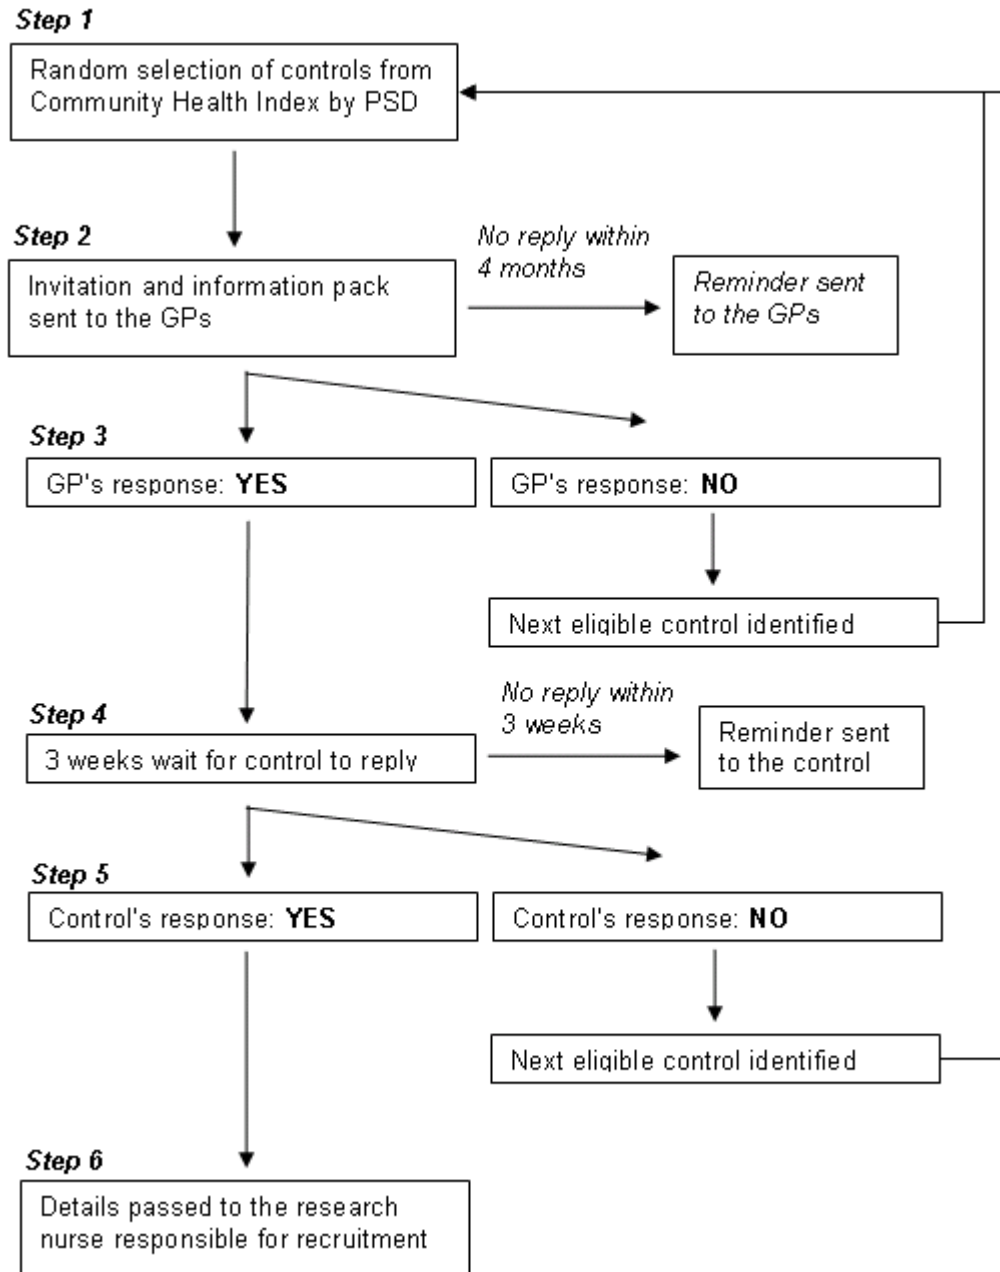 Step 1
Random selection of controls from
Community Health Index by PSD
Step 2
No reply within
4 months
Invitation and information pack
sent to the GPs
Reminder sent
to the GPs
Step 3
GP's response: YES
GP's response: NO
Next eligible control identified
No reply within
3 weeks
Step 4
3 weeks wait for control to reply
Reminder sent
to the control
Step 5
Control's response: YES
Control's response: NO
Next eligible control identified
Step 6
Details passed to the research
nurse responsible for recruitment